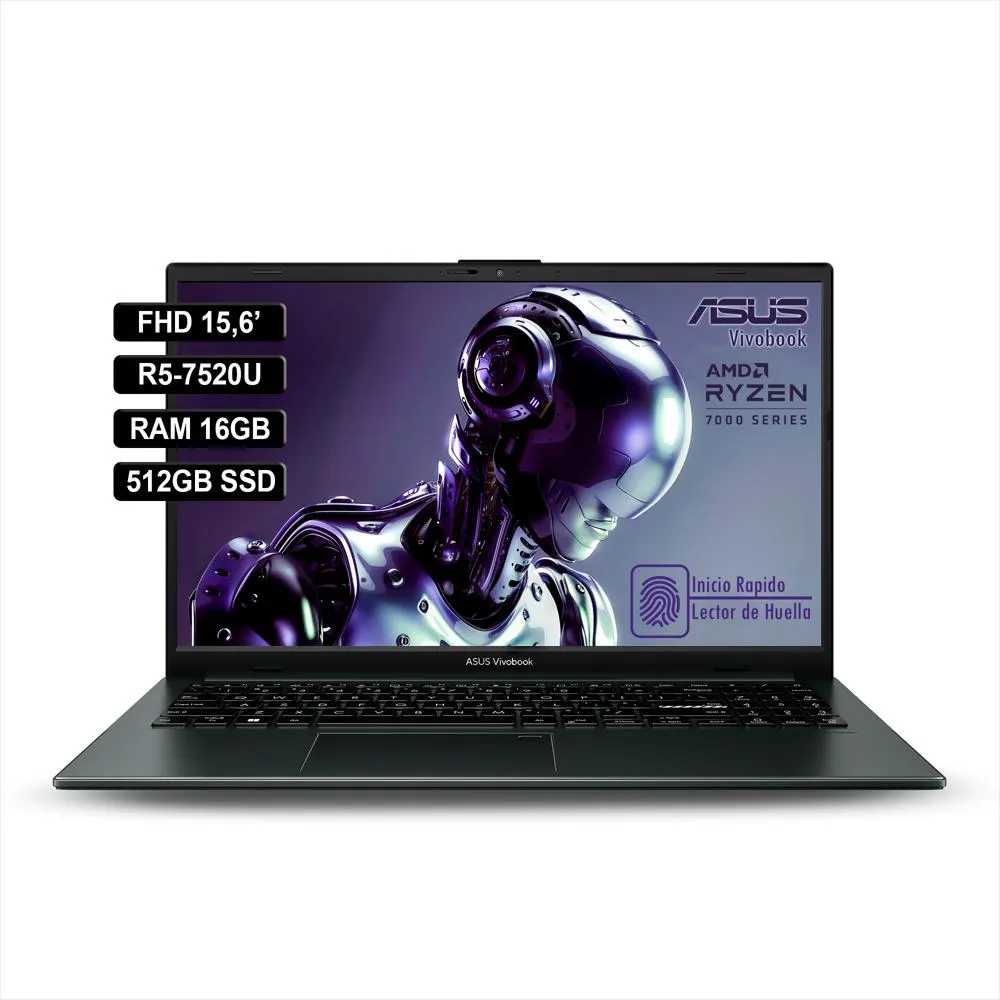 FHD 15,6’
R5-7520U
RAM 16GB
512GB SSD
ASUS
Vivobook
AMD
RYZEN
7000 SERIES
Inicio Rapido
Lector de Huella
ASUS Vivobook